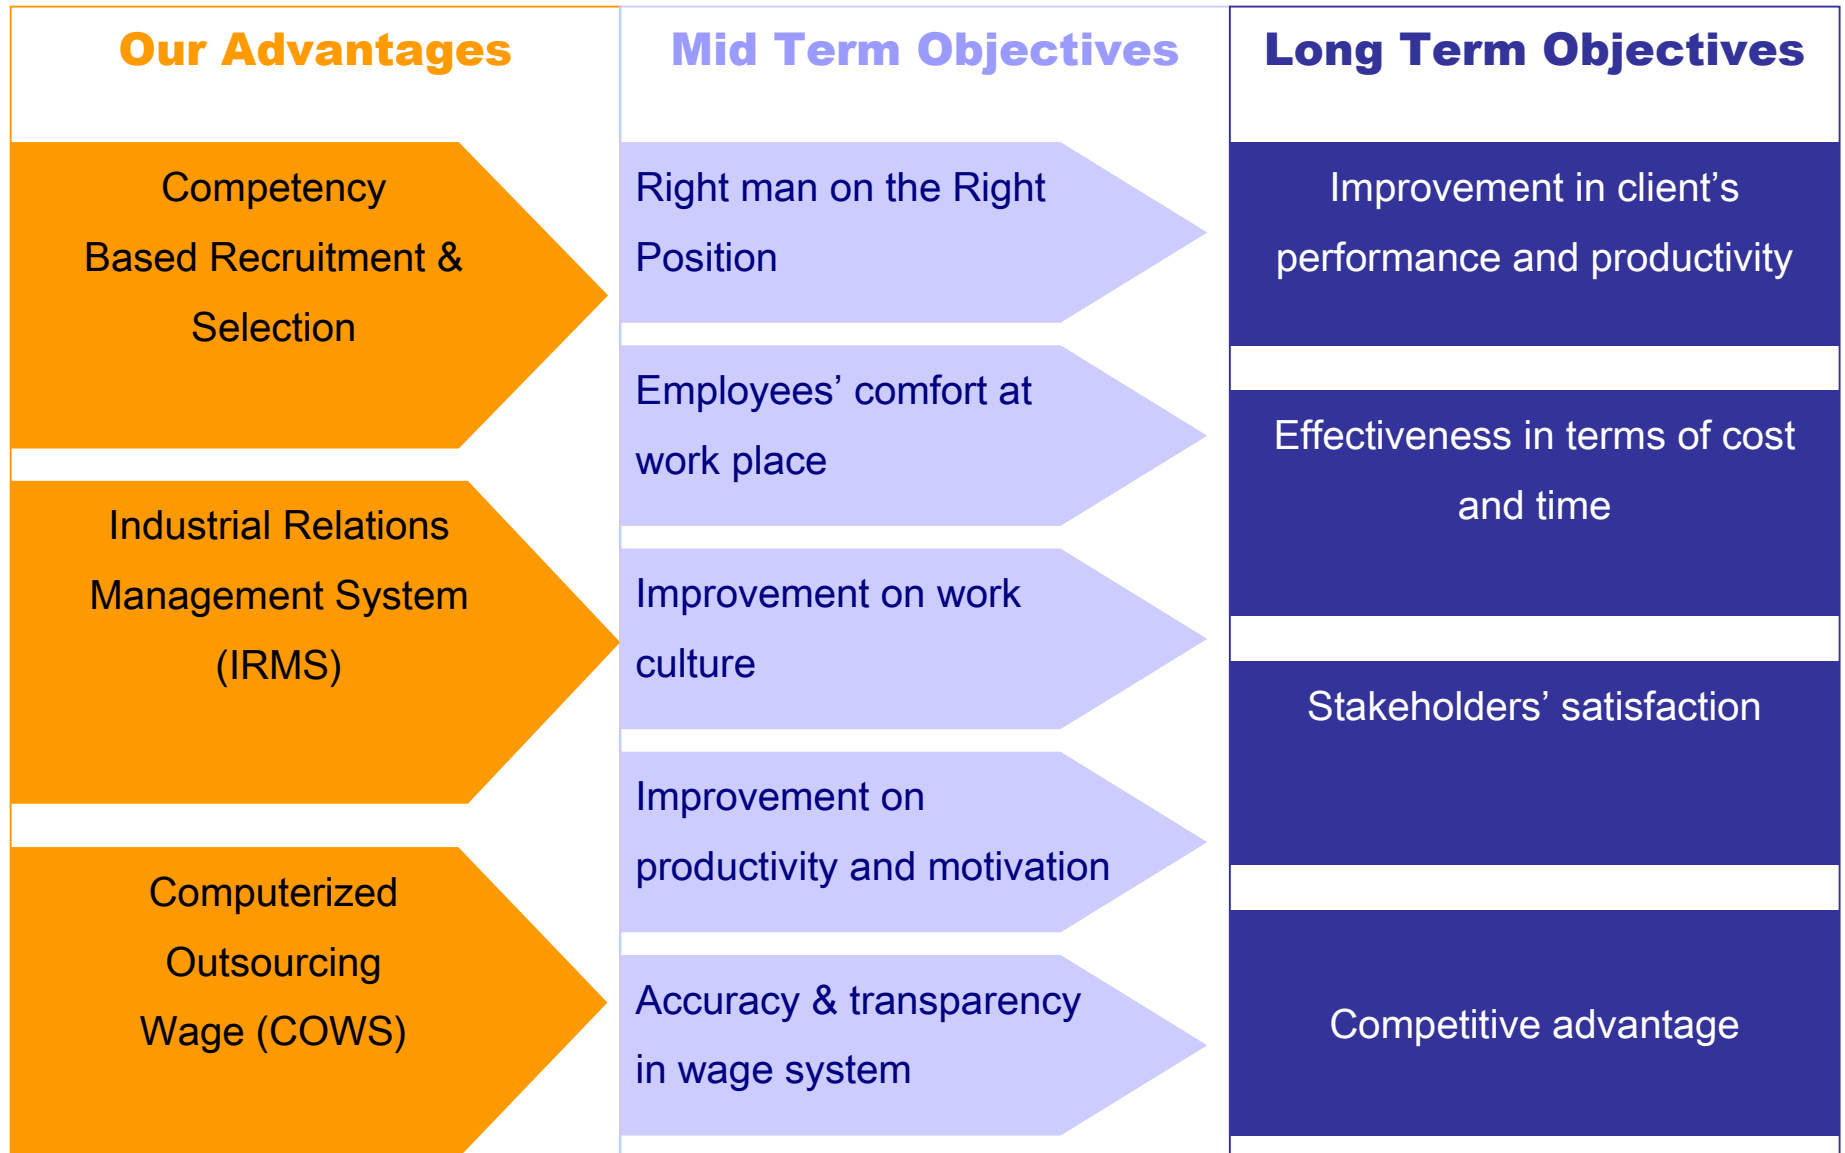 Our Advantages
Competency
Based Recruitment &
Selection
Industrial Relations
Management System
(IRMS)
Computerized
Outsourcing
Wage (COWS)
Mid Term Objectives
Right man on the Right
Position
Employees’ comfort at
work place
Improvement on work
culture
Improvement on
productivity and motivation
Accuracy & transparency
in wage system
Long Term Objectives
Improvement in client’s
performance and productivity
Effectiveness in terms of cost
and time
Stakeholders’ satisfaction
Competitive advantage